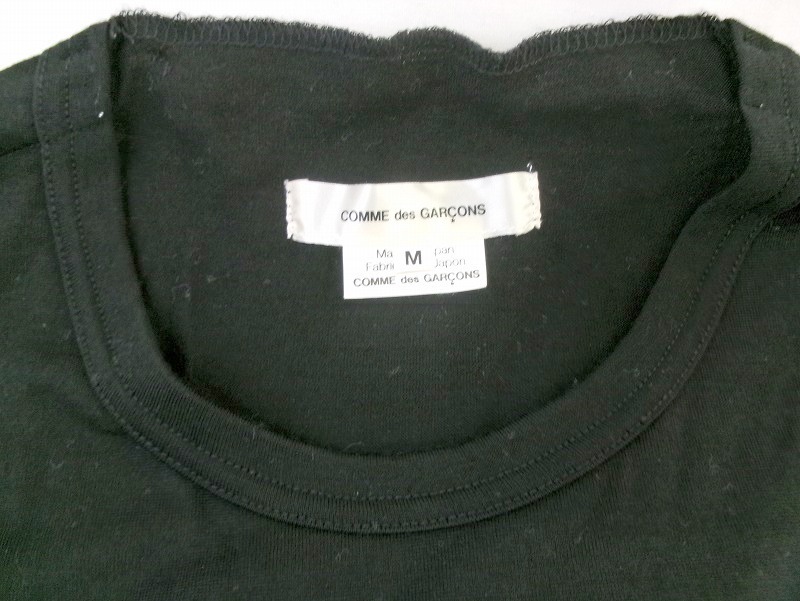 COMME des GARÇONS
Ma M pan
Fabri Japon
COMME des GARÇONS